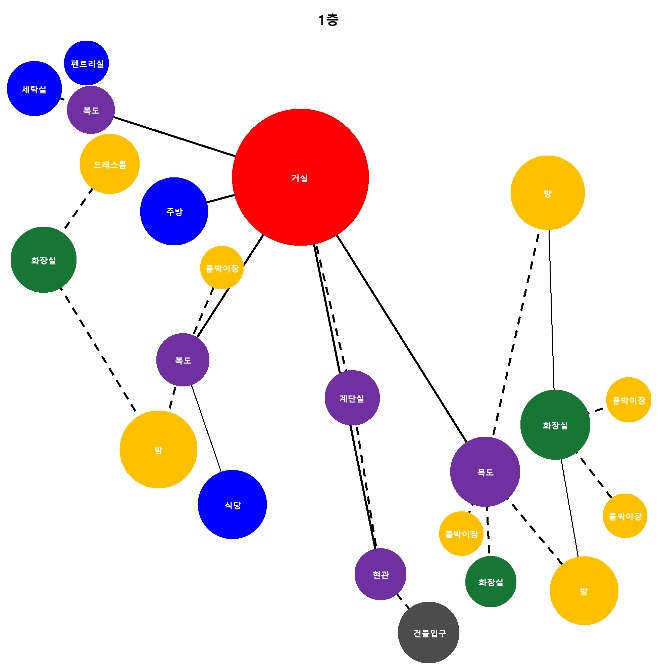 1층
펜트리실
세탁실
복도
드레스룸
거실
주방
방
화장실
붙박이장
복도
계단실
붙박이장
화장실
방
복도
식당
붙박이장
붙박이장
현관
화장실
방
건물입구